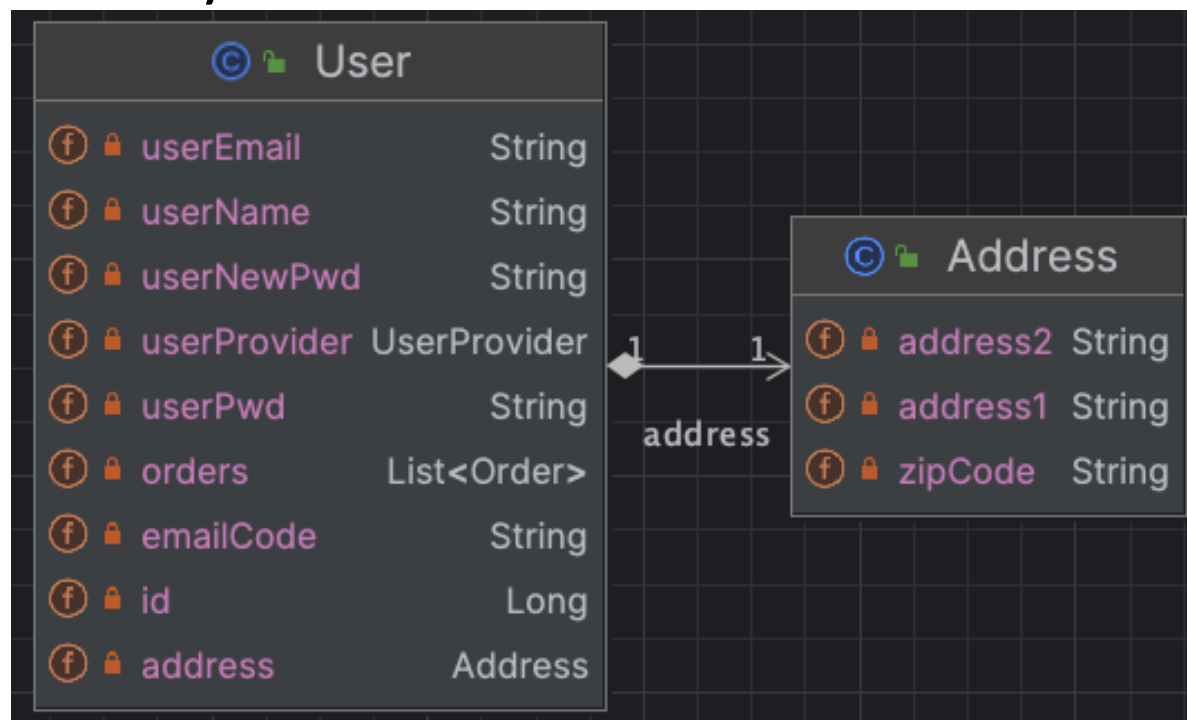 User
userEmail String
userName String
userNewPwd String
userProvider UserProvider
userPwd String
orders List<Order>
emailCode String
id Long
address Address
1 1
address
Address
address2 String
address1 String
zipCode String